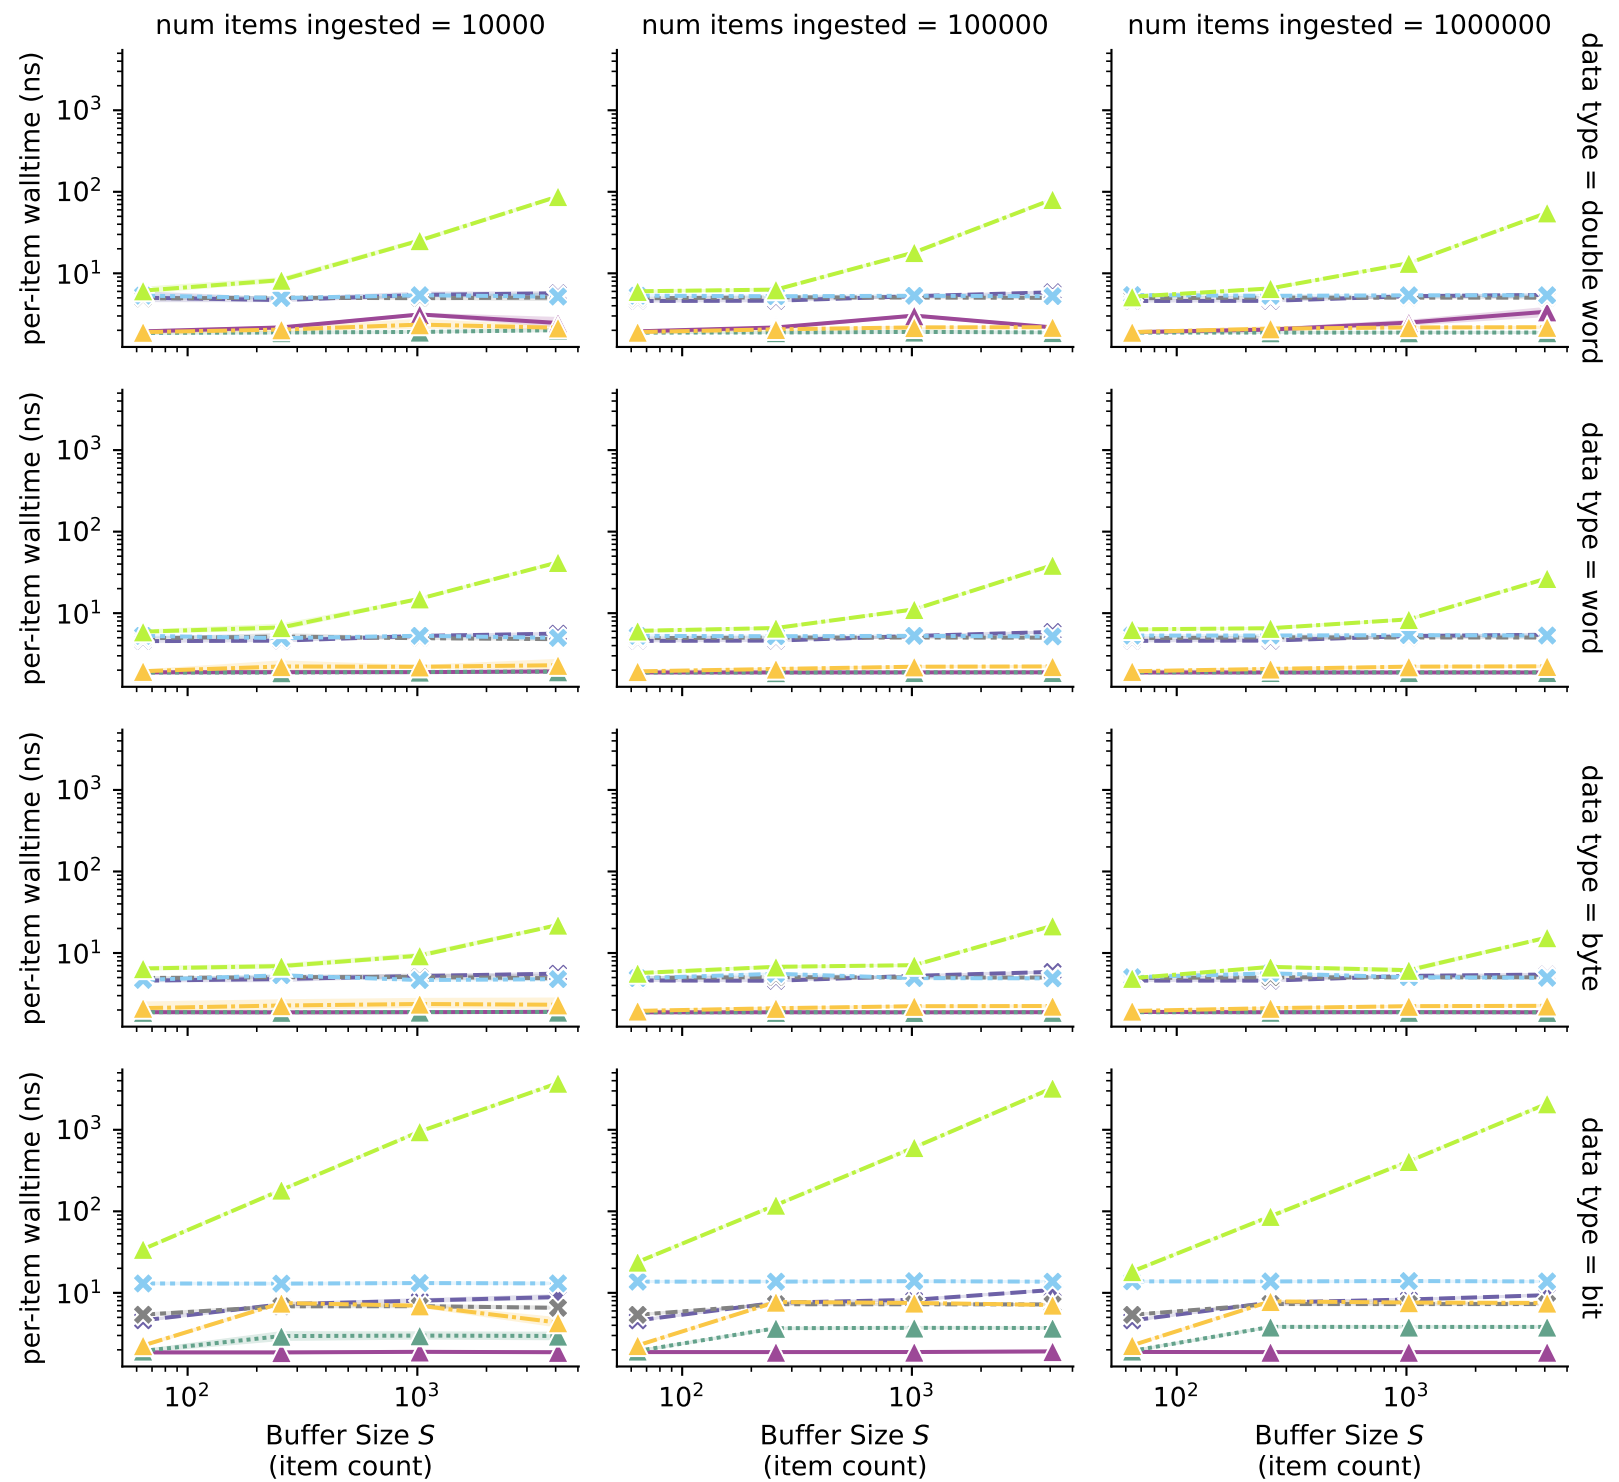 num items ingested = 10000
num items ingested = 100000
num items ingested = 1000000
per-item walltime (ns)
10³
10²
10¹
data type = double word
per-item walltime (ns)
10³
10²
10¹
data type = word
per-item walltime (ns)
10³
10²
10¹
data type = byte
per-item walltime (ns)
10³
10²
10¹
data type = bit
10² 10³
10² 10³
10² 10³
Buffer Size S
(item count)
Buffer Size S
(item count)
Buffer Size S
(item count)